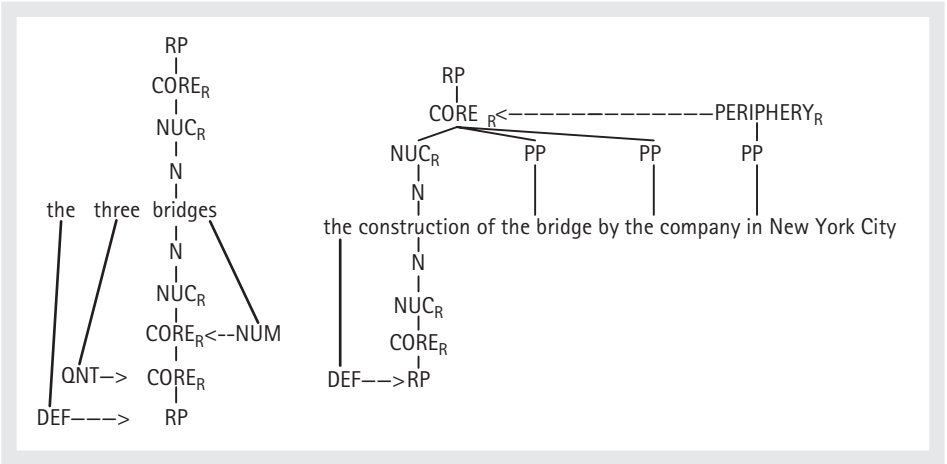 RP
CORE_R
NUC_R
N
the three bridges
N
NUC_R
CORE_R<--NUM
QNT—> CORE_R
DEF———> RP
RP
CORE_R<———————————————PERIPHERY_R
NUC_R PP PP PP
N
the construction of the bridge by the company in New York City
N
NUC_R
CORE_R
DEF——>RP